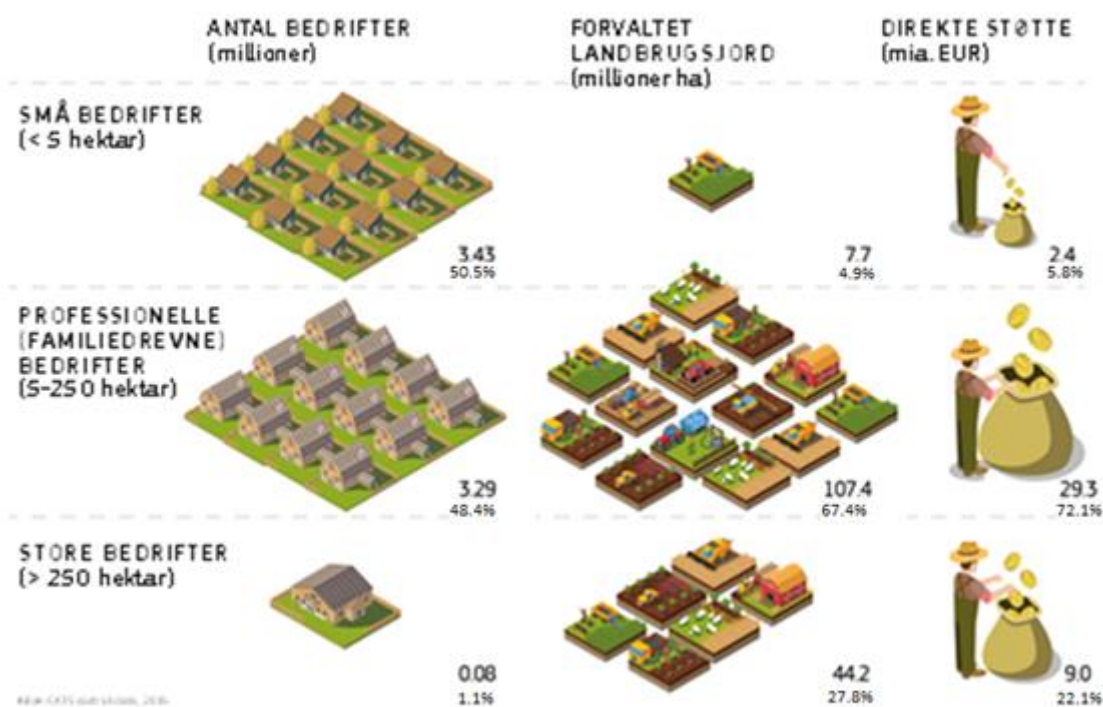 ANTAL BEDRIFTER
(millioner)
FORVALTET
LANDBRUGSJORD
(millioner ha)
DIREKTE STØTTE
(mia. EUR)
SMÅ BEDRIFTER
(< 5 hektar)
3.43
50.5%
7.7
4.9%
2.4
5.8%
PROFESSIONELLE
(FAMILIEDREVNE)
BEDRIFTER
(5-250 hektar)
3.29
48.4%
107.4
67.4%
29.3
72.1%
STORE BEDRIFTER
(> 250 hektar)
0.08
1.1%
44.2
27.8%
9.0
22.1%